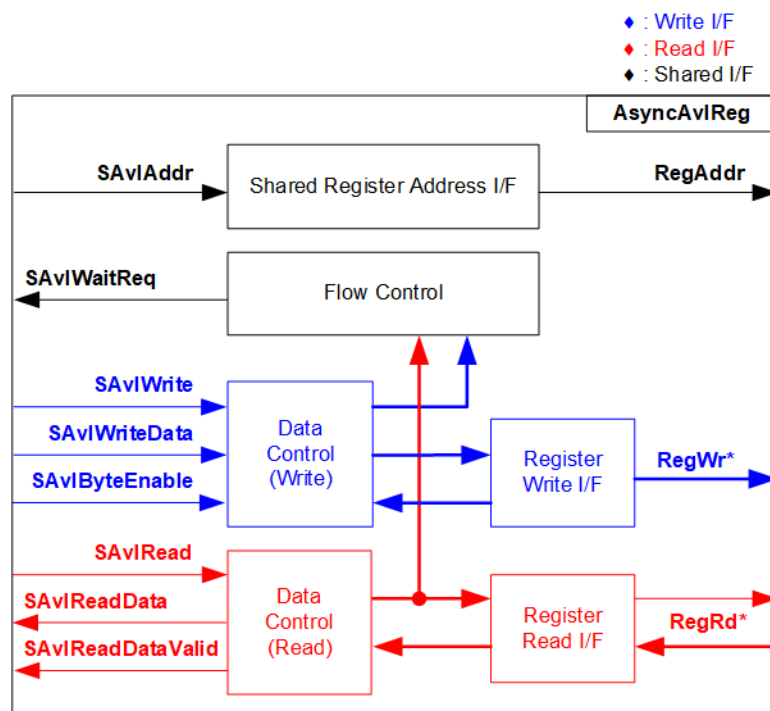 ♦ : Write I/F
♦ : Read I/F
♦ : Shared I/F
AsyncAvlReg
SAvlAddr
Shared Register Address I/F
RegAddr
SAvlWaitReq
Flow Control
SAvlWrite
SAvlWriteData
SAvlByteEnable
Data
Control
(Write)
Register
Write I/F
RegWr*
SAvlRead
SAvlReadData
SAvlReadDataValid
Data
Control
(Read)
Register
Read I/F
RegRd*